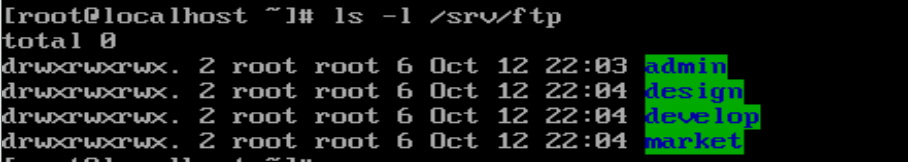 [root@localhost ~]# ls -l /srv/ftp
total 0
drwxrwxrwx. 2 root root 6 Oct 12 22:03 admin
drwxrwxrwx. 2 root root 6 Oct 12 22:04 design
drwxrwxrwx. 2 root root 6 Oct 12 22:04 develop
drwxrwxrwx. 2 root root 6 Oct 12 22:04 market